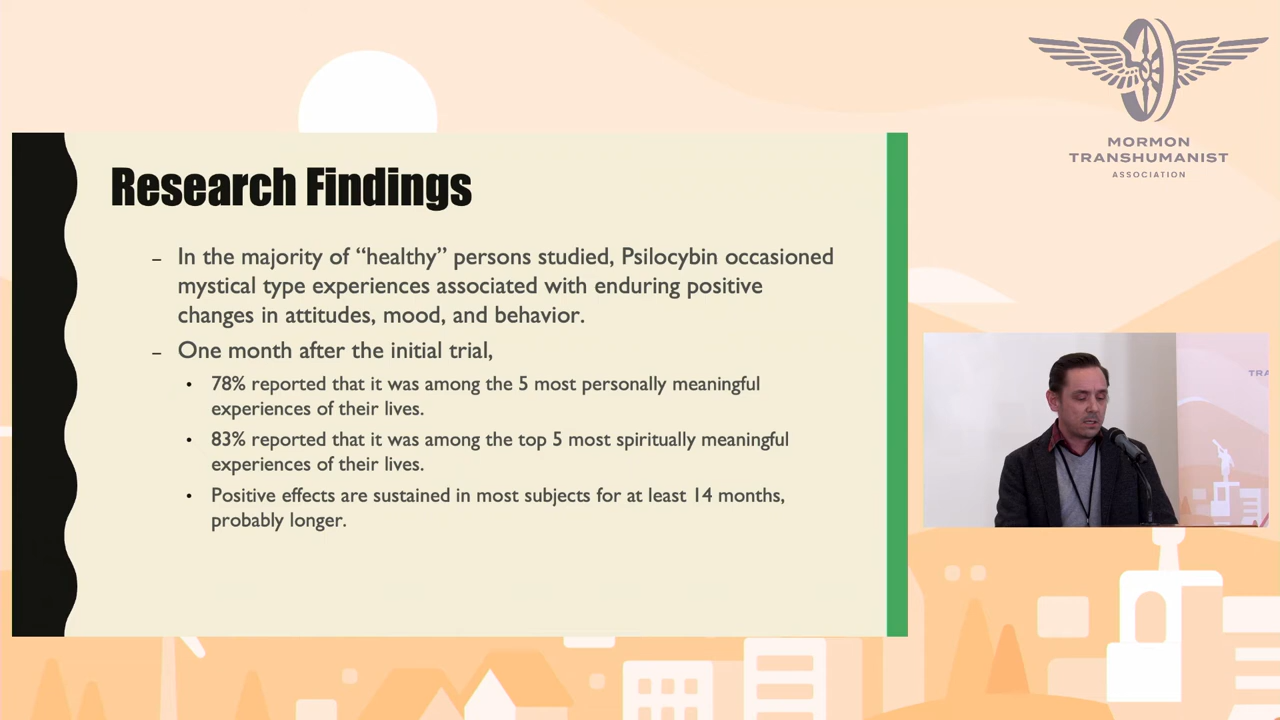 MORMON
TRANSHUMANIST
ASSOCIATION
Research Findings
– In the majority of “healthy” persons studied, Psilocybin occasioned
mystical type experiences associated with enduring positive
changes in attitudes, mood, and behavior.
– One month after the initial trial,
• 78% reported that it was among the 5 most personally meaningful
experiences of their lives.
• 83% reported that it was among the top 5 most spiritually meaningful
experiences of their lives.
• Positive effects are sustained in most subjects for at least 14 months,
probably longer.
TRA